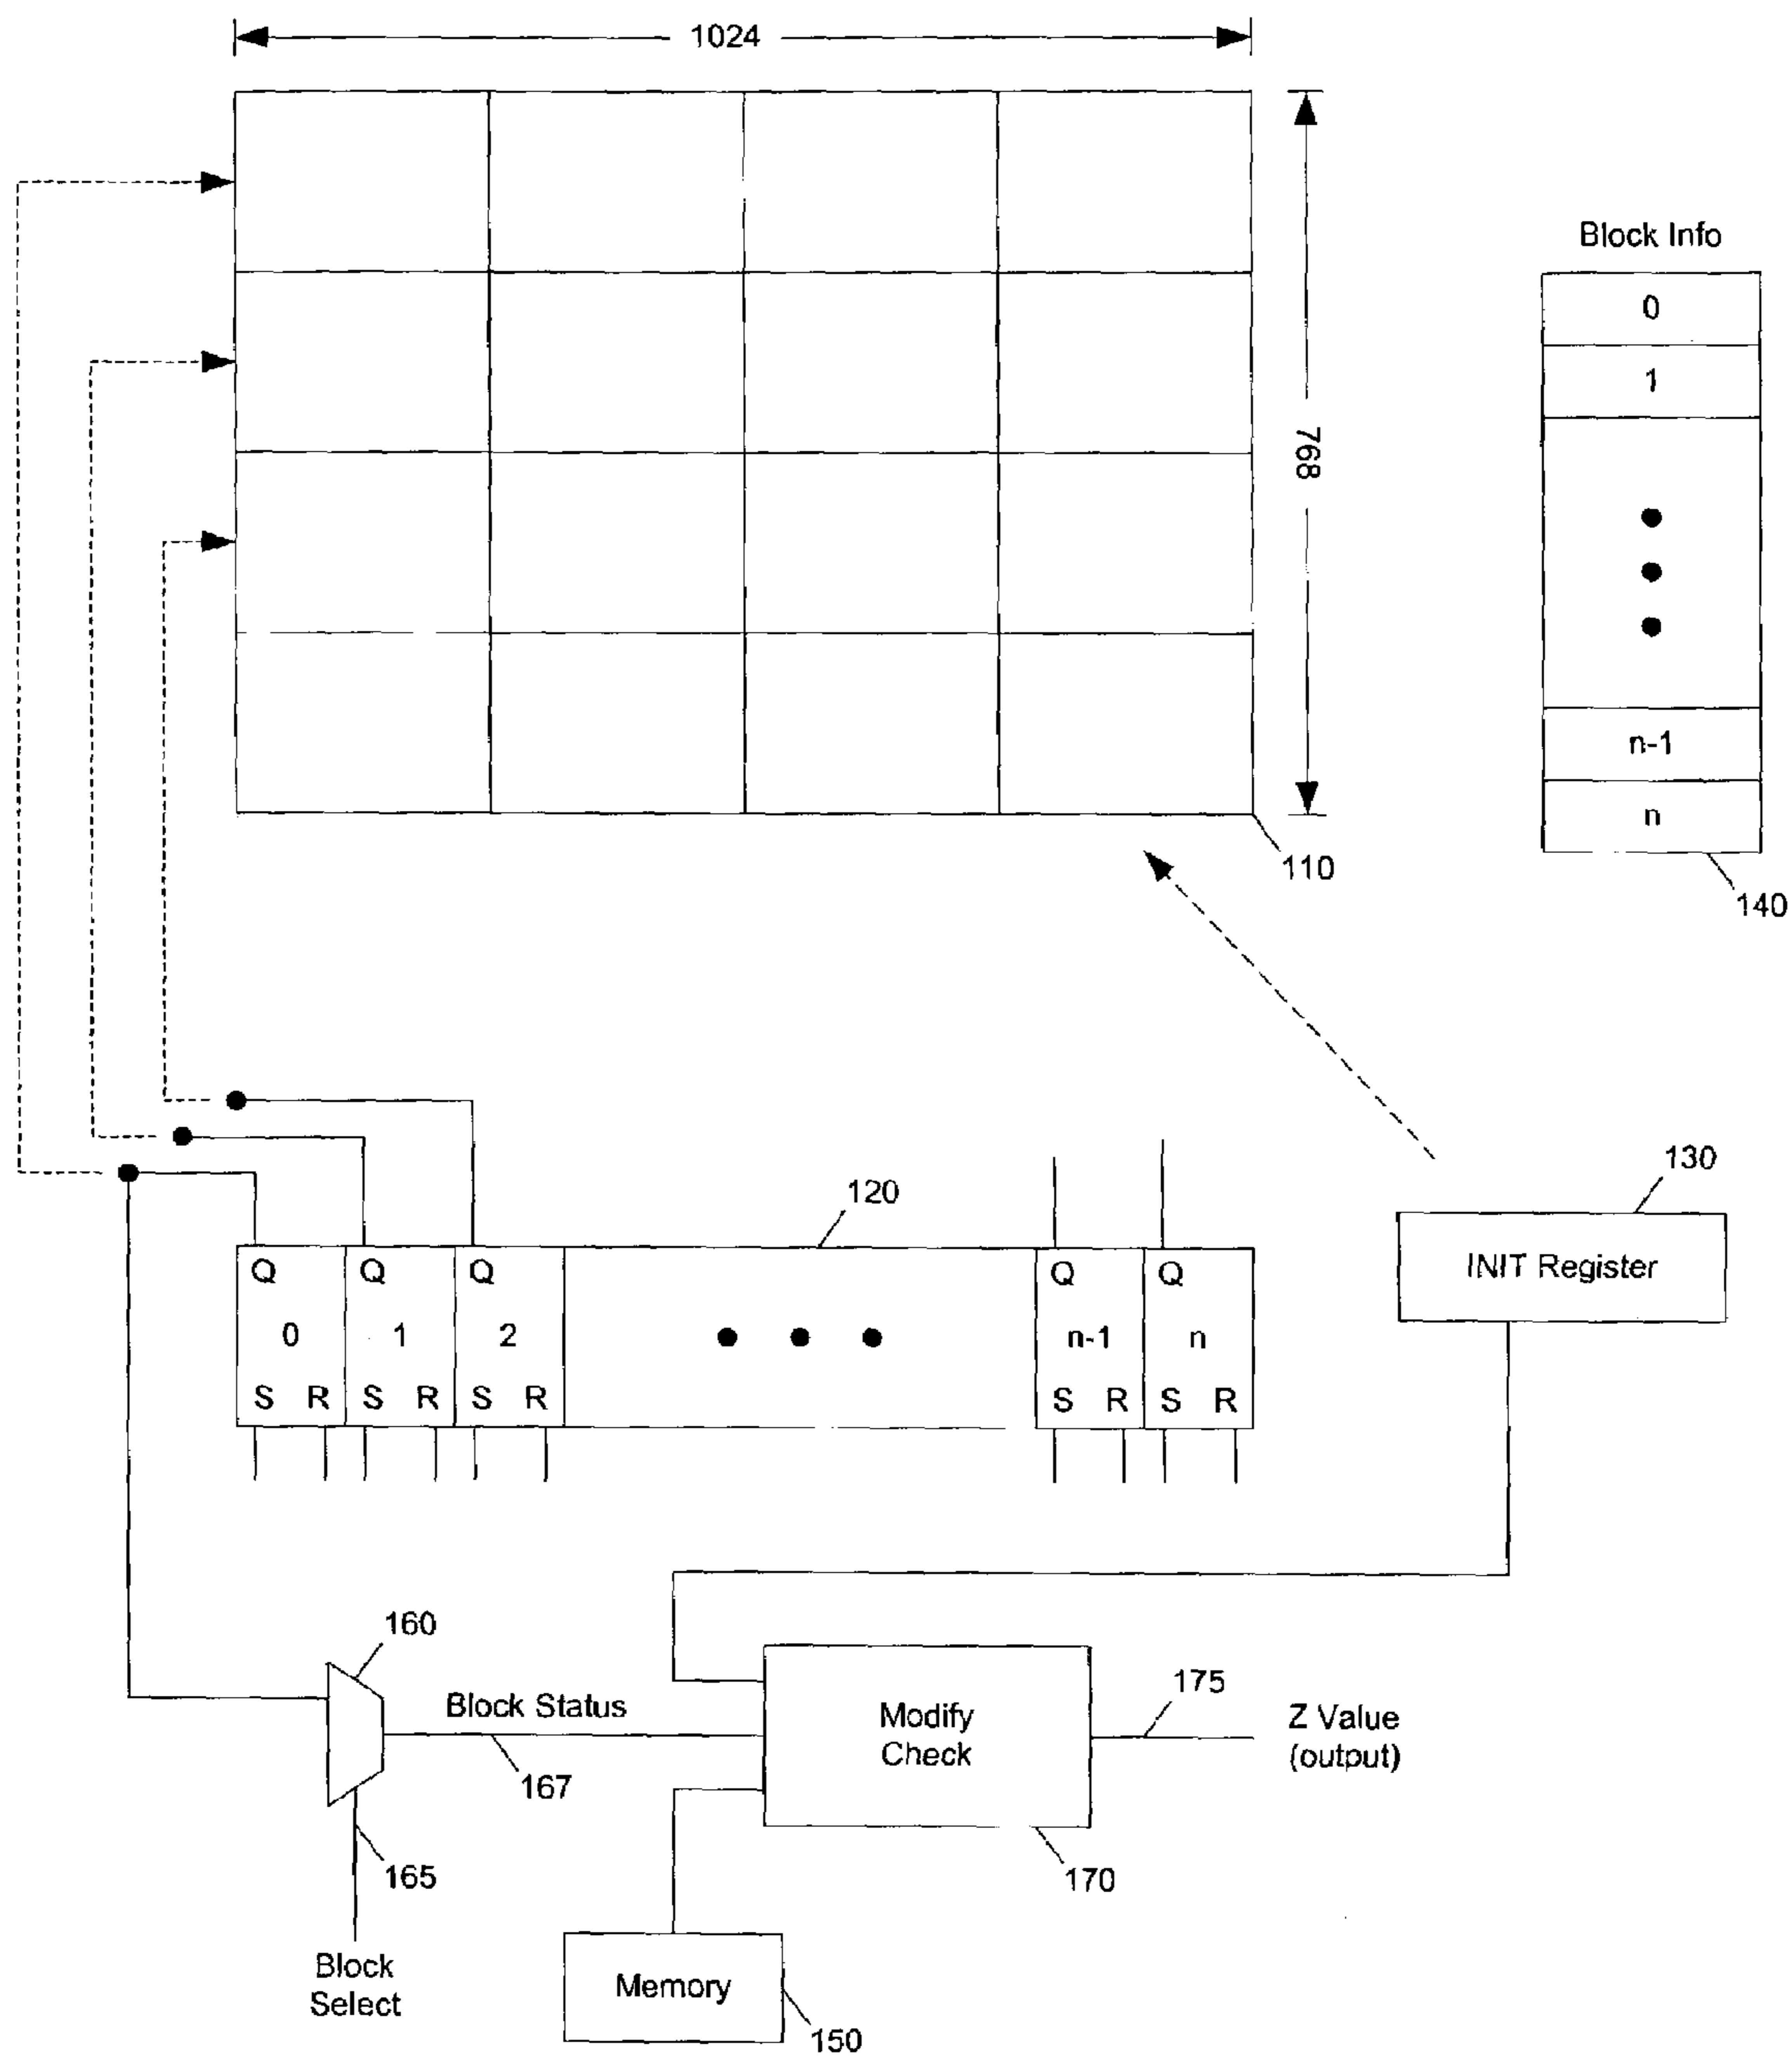 1024
768
110
Block Info
0
1
n-1
n
140
120
130
INIT Register
Q Q Q Q Q
0 1 2 n-1 n
S R S R S R S R S R
160
165
Block
Select
Block Status
167
Modify
Check
170
175
Z Value
(output)
Memory
150